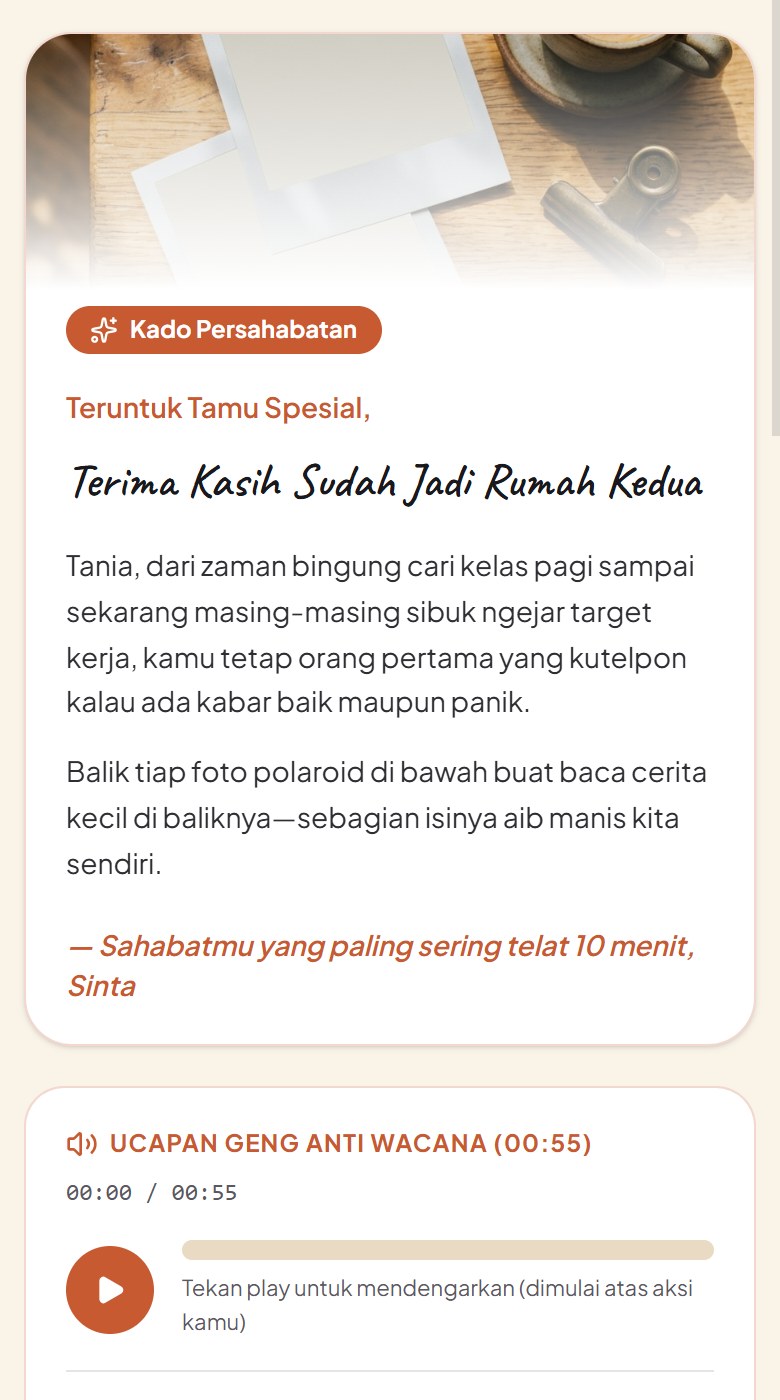 Kado Persahabatan
Teruntuk Tamu Spesial,
Terima Kasih Sudah Jadi Rumah Kedua
Tania, dari zaman bingung cari kelas pagi sampai
sekarang masing-masing sibuk ngejar target
kerja, kamu tetap orang pertama yang kutelpon
kalau ada kabar baik maupun panik.
Balik tiap foto polaroid di bawah buat baca cerita
kecil di baliknya—sebagian isinya aib manis kita
sendiri.
— Sahabatmu yang paling sering telat 10 menit,
Sinta
UCAPAN GENG ANTI WACANA (00:55)
00:00 / 00:55
Tekan play untuk mendengarkan (dimulai atas aksi
kamu)